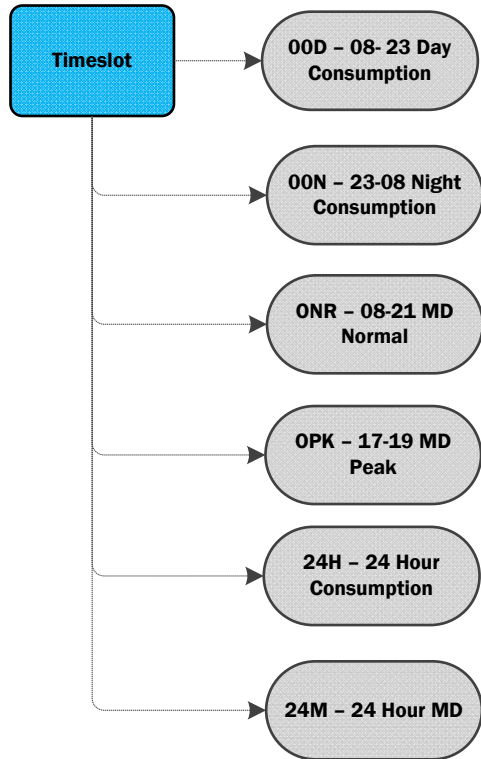 Timeslot
00D – 08- 23 Day
Consumption
00N – 23-08 Night
Consumption
0NR – 08-21 MD
Normal
0PK – 17-19 MD
Peak
24H – 24 Hour
Consumption
24M – 24 Hour MD